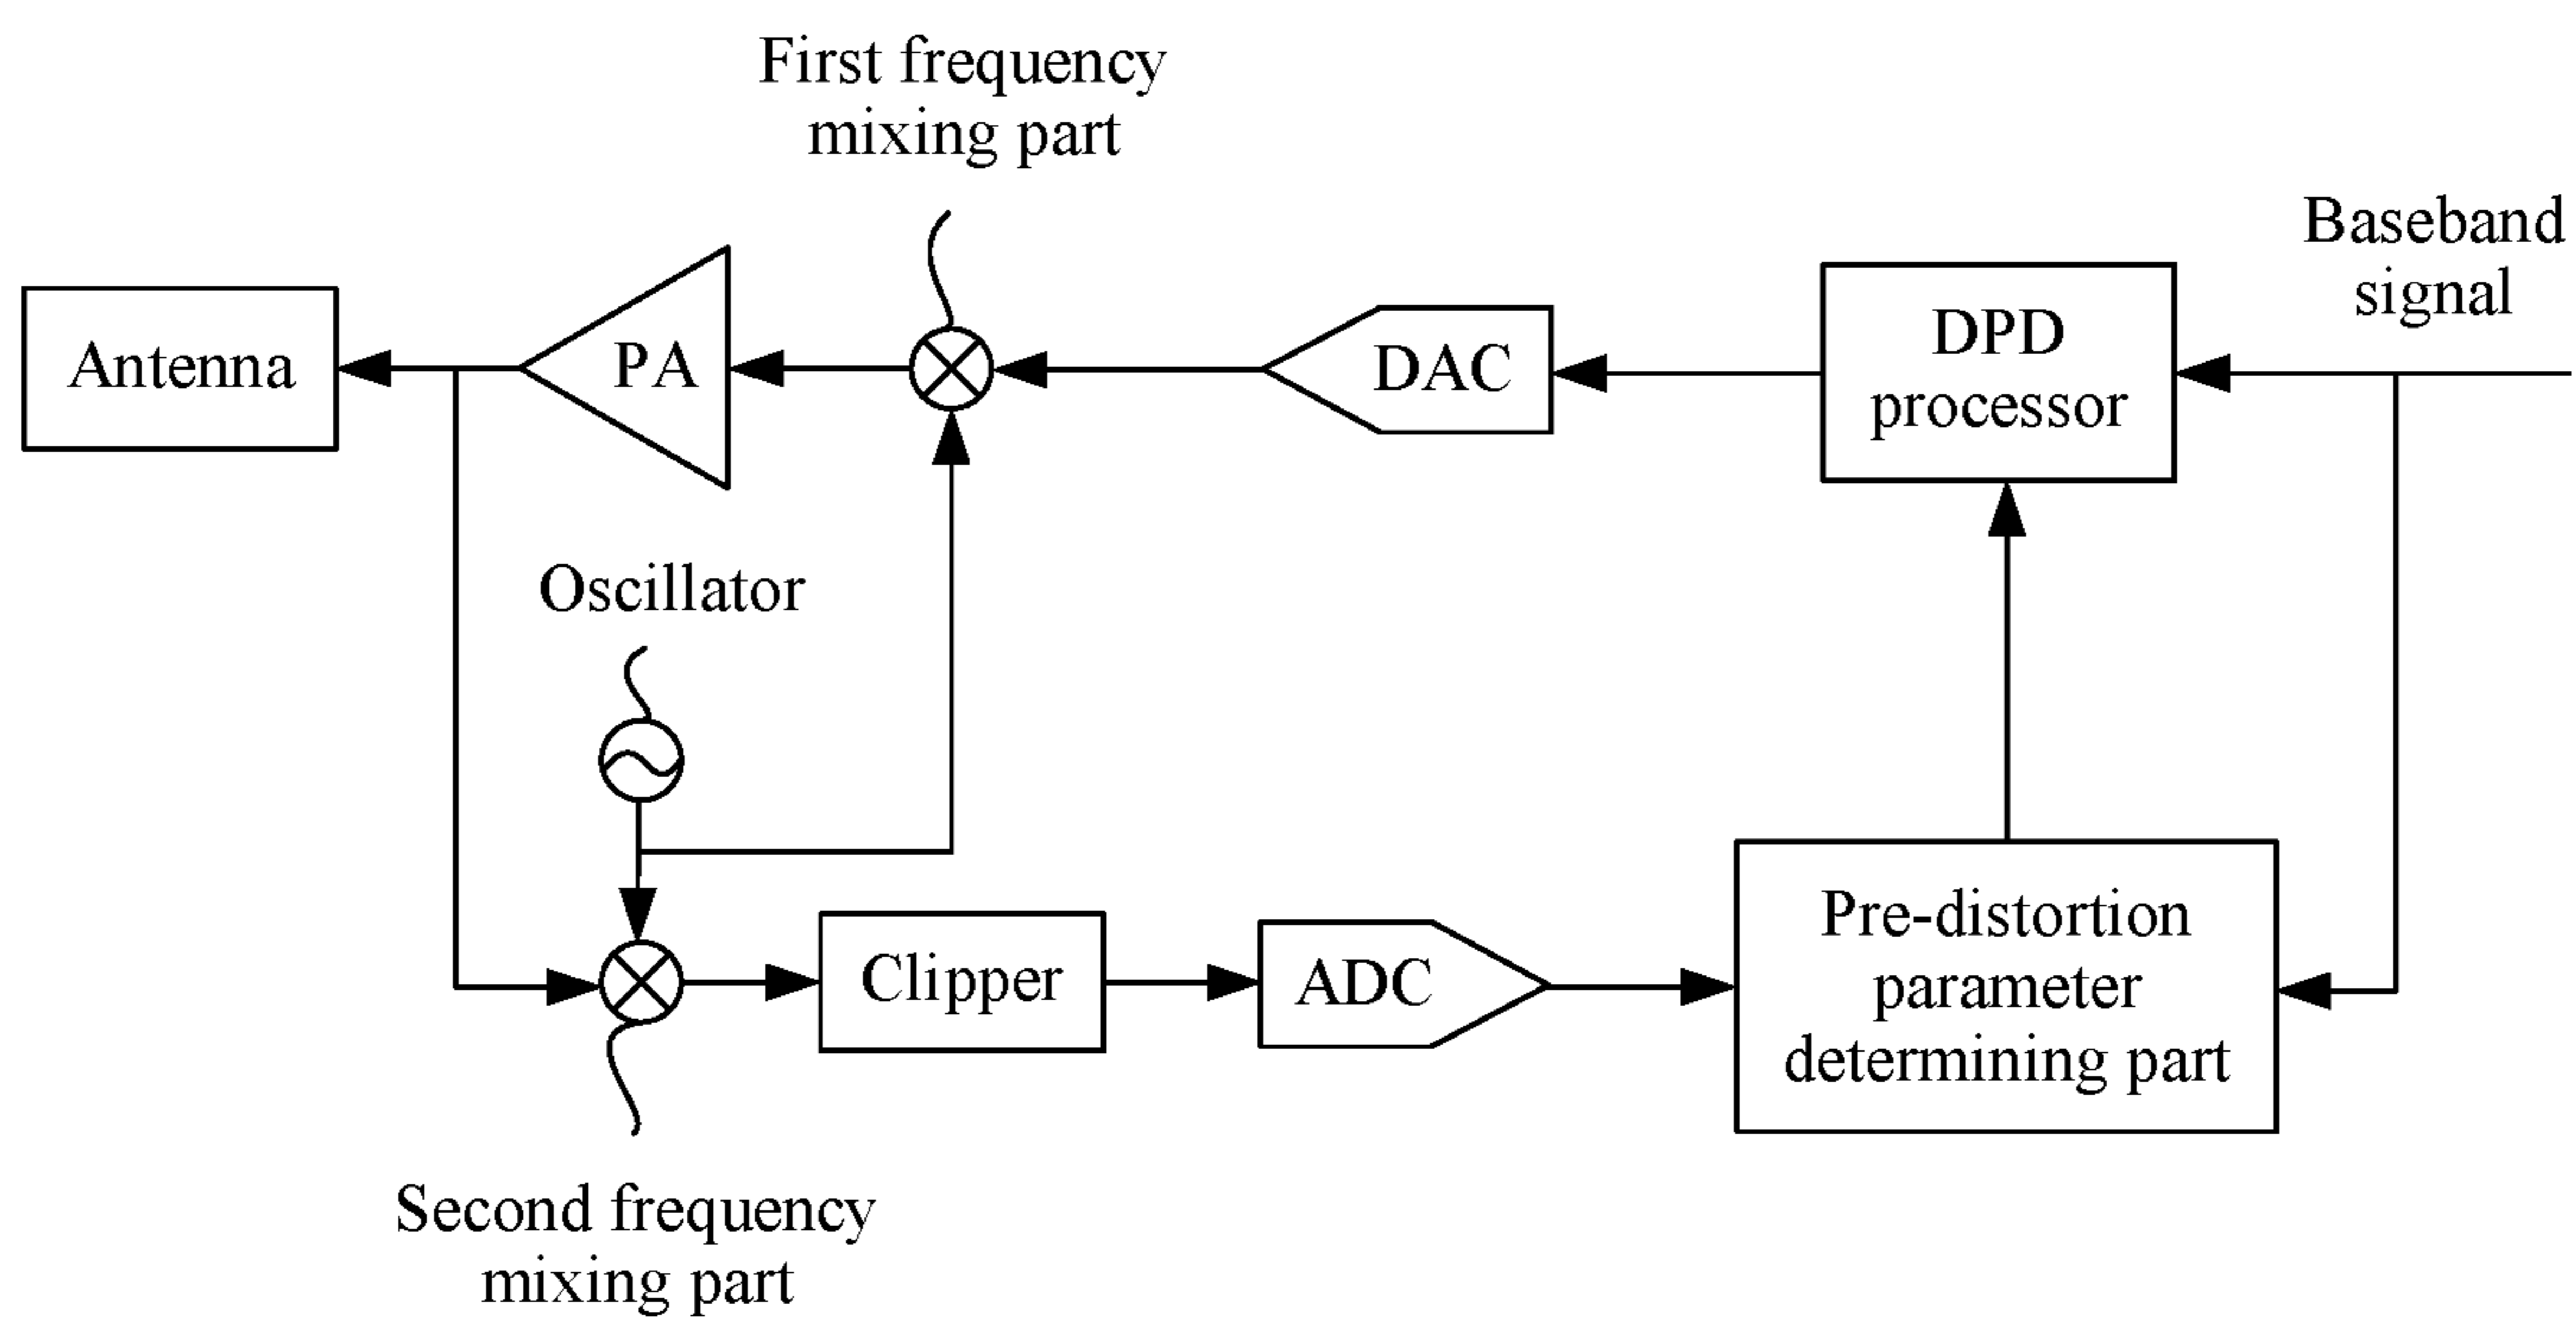 First frequency
mixing part
Baseband
signal
Antenna
PA
DAC
DPD
processor
Oscillator
Clipper
ADC
Pre-distortion
parameter
determining part
Second frequency
mixing part